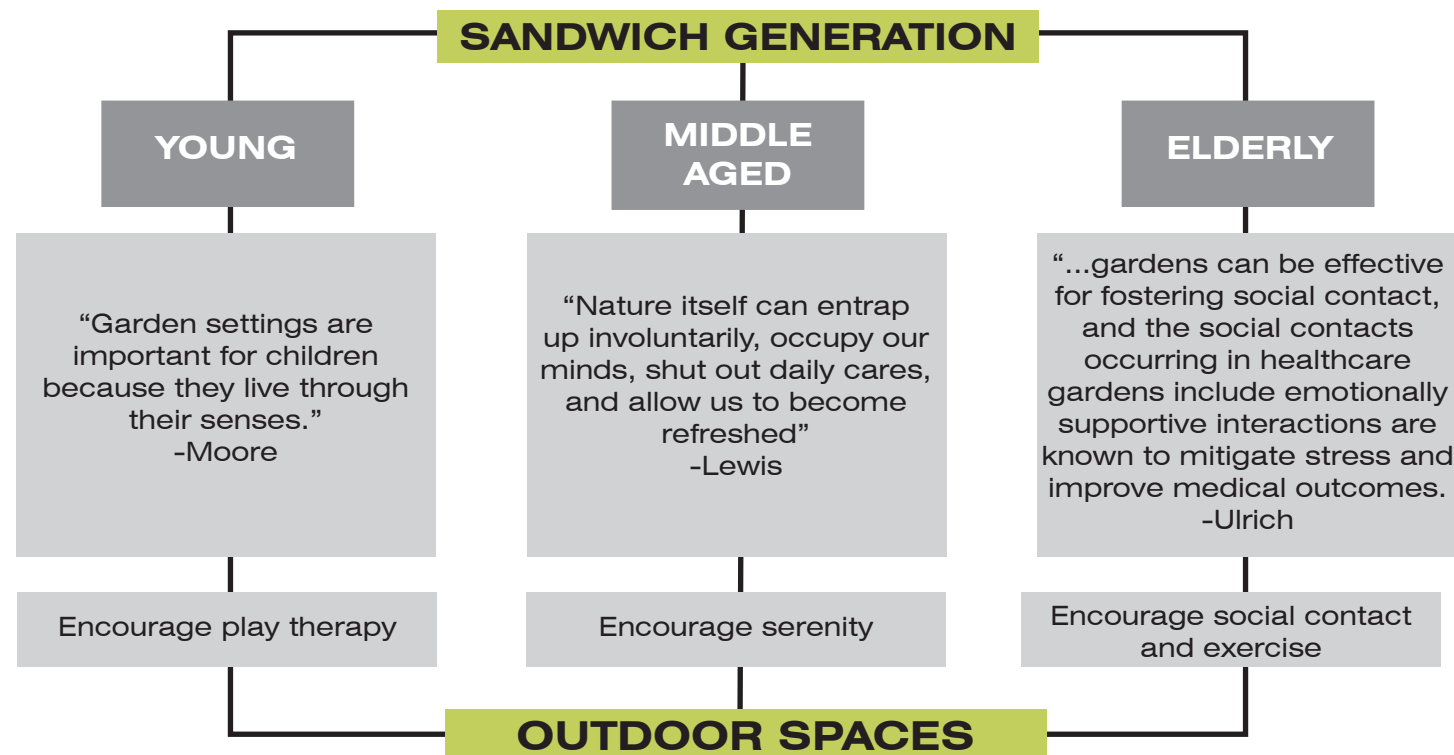 SANDWICH GENERATION
YOUNG
MIDDLE
AGED
ELDERLY
“Garden settings are
important for children
because they live through
their senses.”
-Moore
“Nature itself can entrap
up involuntarily, occupy our
minds, shut out daily cares,
and allow us to become
refreshed”
-Lewis
“...gardens can be effective
for fostering social contact,
and the social contacts
occurring in healthcare
gardens include emotionally
supportive interactions are
known to mitigate stress and
improve medical outcomes.
-Ulrich
Encourage play therapy
Encourage serenity
Encourage social contact
and exercise
OUTDOOR SPACES